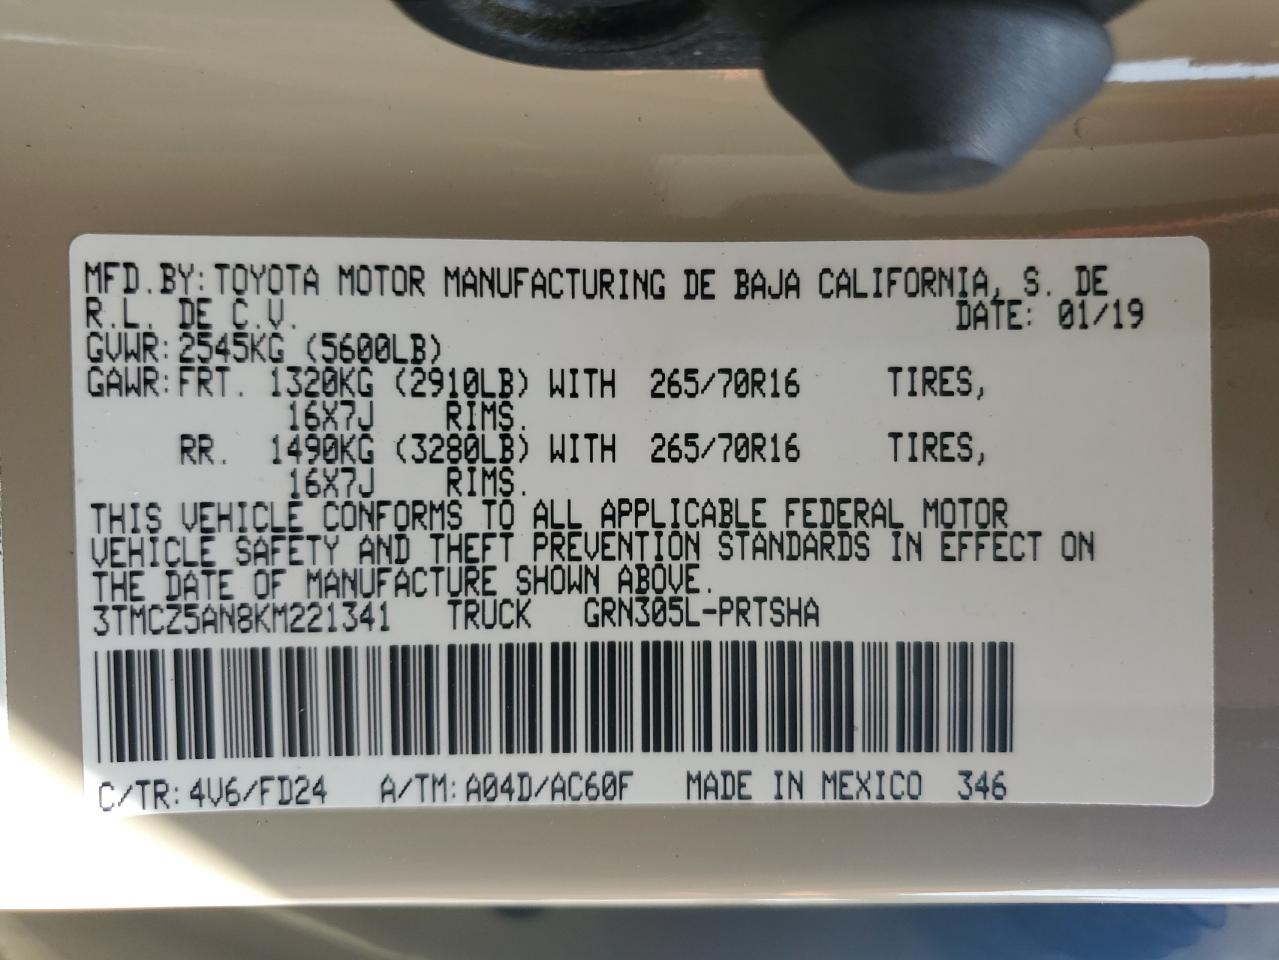 MFD.BY: TOYOTA MOTOR MANUFACTURING DE BAJA CALIFORNIA, S. DE
R.L. DE C.V. DATE: 01/19
GVWR: 2545KG (5600LB)
GAWR: FRT. 1320KG (2910LB) WITH 265/70R16 TIRES,
16X7J RIMS.
RR. 1490KG (3280LB) WITH 265/70R16 TIRES,
16X7J RIMS.
THIS VEHICLE CONFORMS TO ALL APPLICABLE FEDERAL MOTOR
VEHICLE SAFETY AND THEFT PREVENTION STANDARDS IN EFFECT ON
THE DATE OF MANUFACTURE SHOWN ABOVE.
3TMCZ5AN8KM221341 TRUCK GRN305L-PRTSHA
C/TR: 4V6/FD24 A/TM: A04D/AC60F MADE IN MEXICO 346